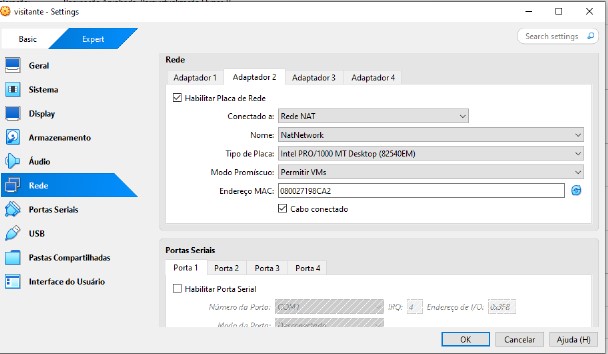 visitante - Settings
Basic Expert Search settings
Geral
Sistema
Display
Armazenamento
Áudio
Rede
Portas Seriais
USB
Pastas Compartilhadas
Interface do Usuário
Rede
Adaptador 1 Adaptador 2 Adaptador 3 Adaptador 4
Habilitar Placa de Rede
Conectado a: Rede NAT
Nome: NatNetwork
Tipo de Placa: Intel PRO/1000 MT Desktop (82540EM)
Modo Promíscuo: Permitir VMs
Endereço MAC: 080027198CA2
Cabo conectado
Portas Seriais
Porta 1 Porta 2 Porta 3 Porta 4
Habilitar Porta Serial
Número da Porta: COM1 IRQ: 4 Endereço de I/O: 0x3F8
Modo da Porta: Desconectado
OK Cancelar Ajuda (H)